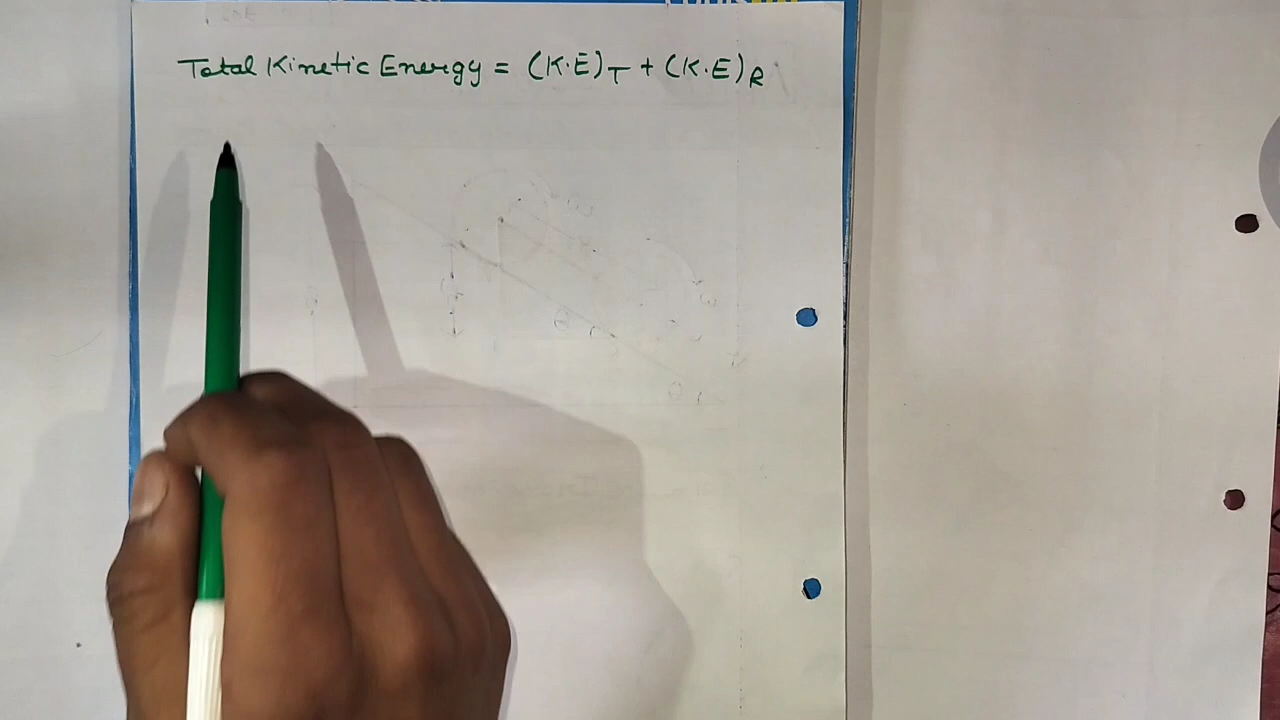 Total Kinetic Energy = (K.E)T + (K.E)R